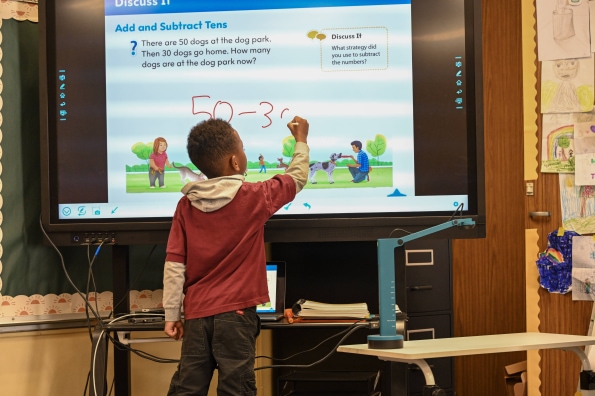 Discuss It
Add and Subtract Tens
? There are 50 dogs at the dog park.
Then 30 dogs go home. How many
dogs are at the dog park now?
Discuss It
What strategy did
you use to subtract
the numbers?
50-30